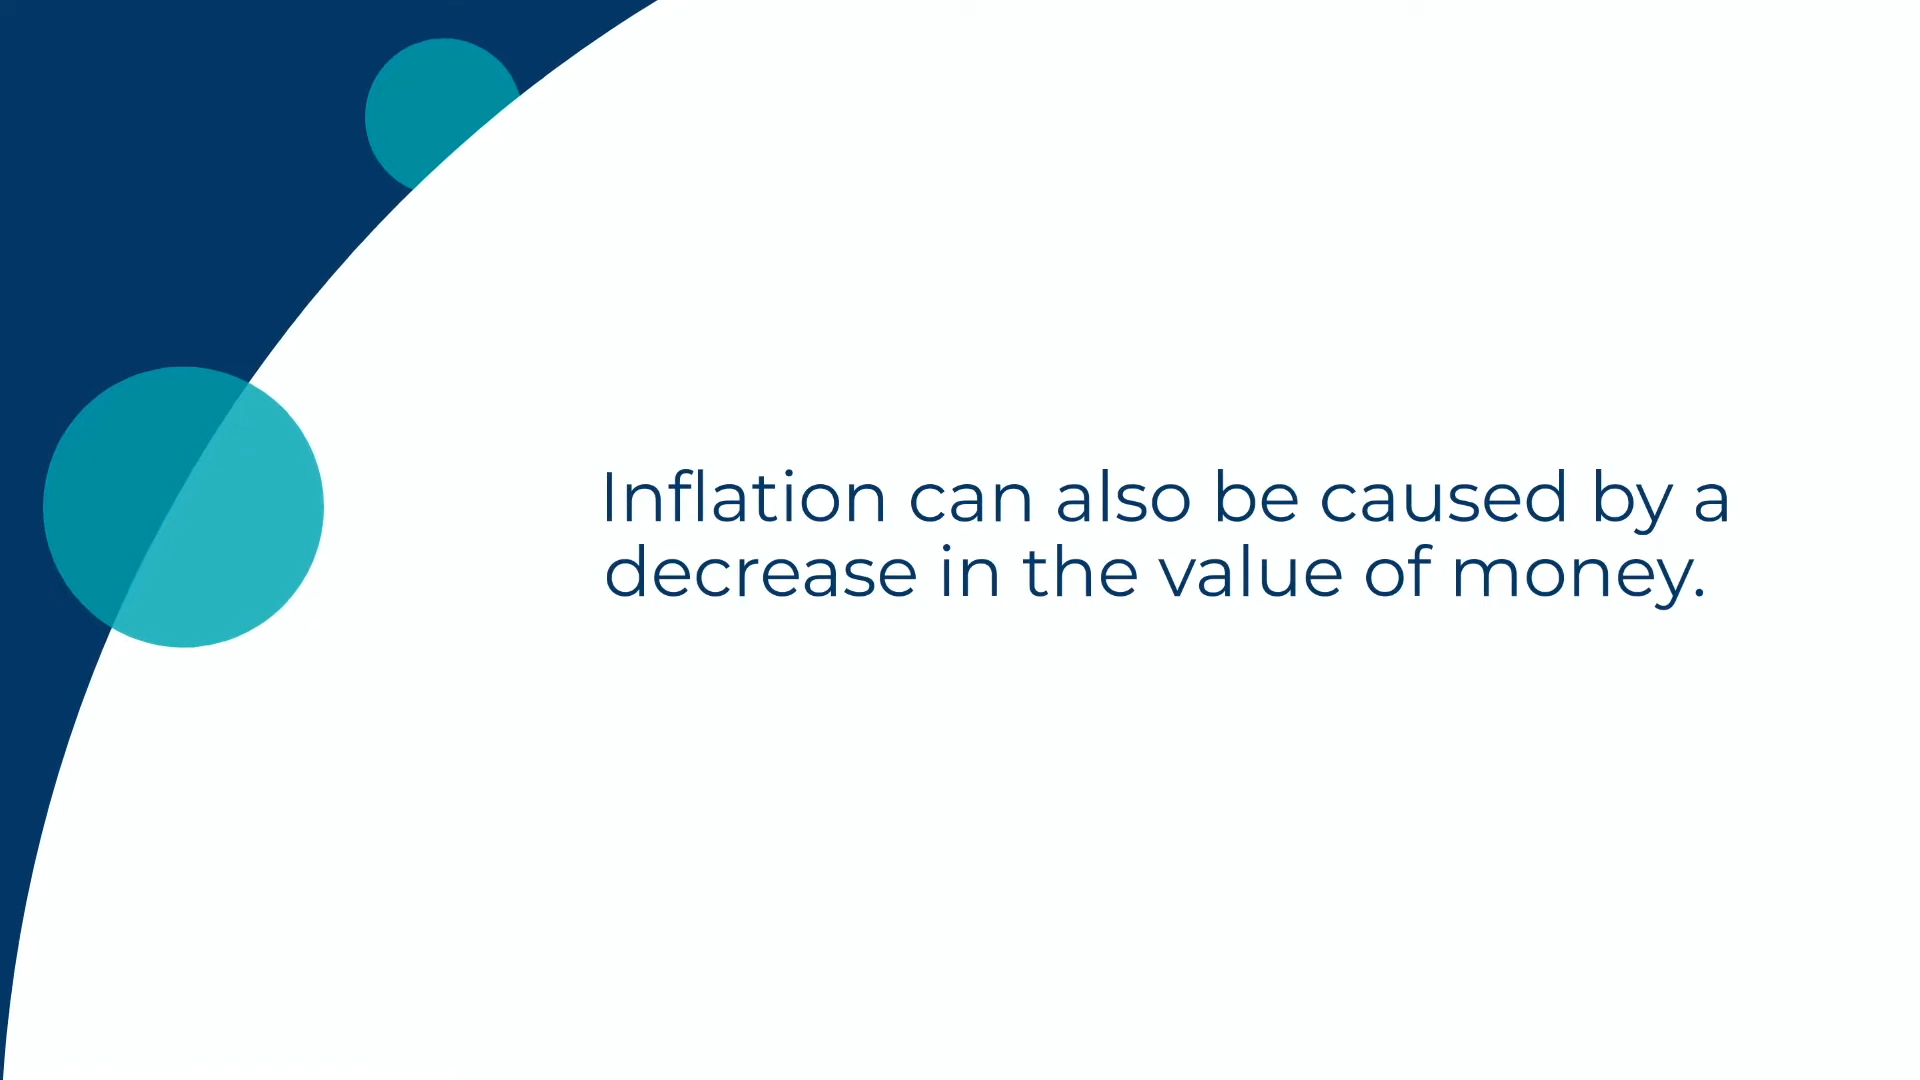 Inflation can also be caused by a
decrease in the value of money.